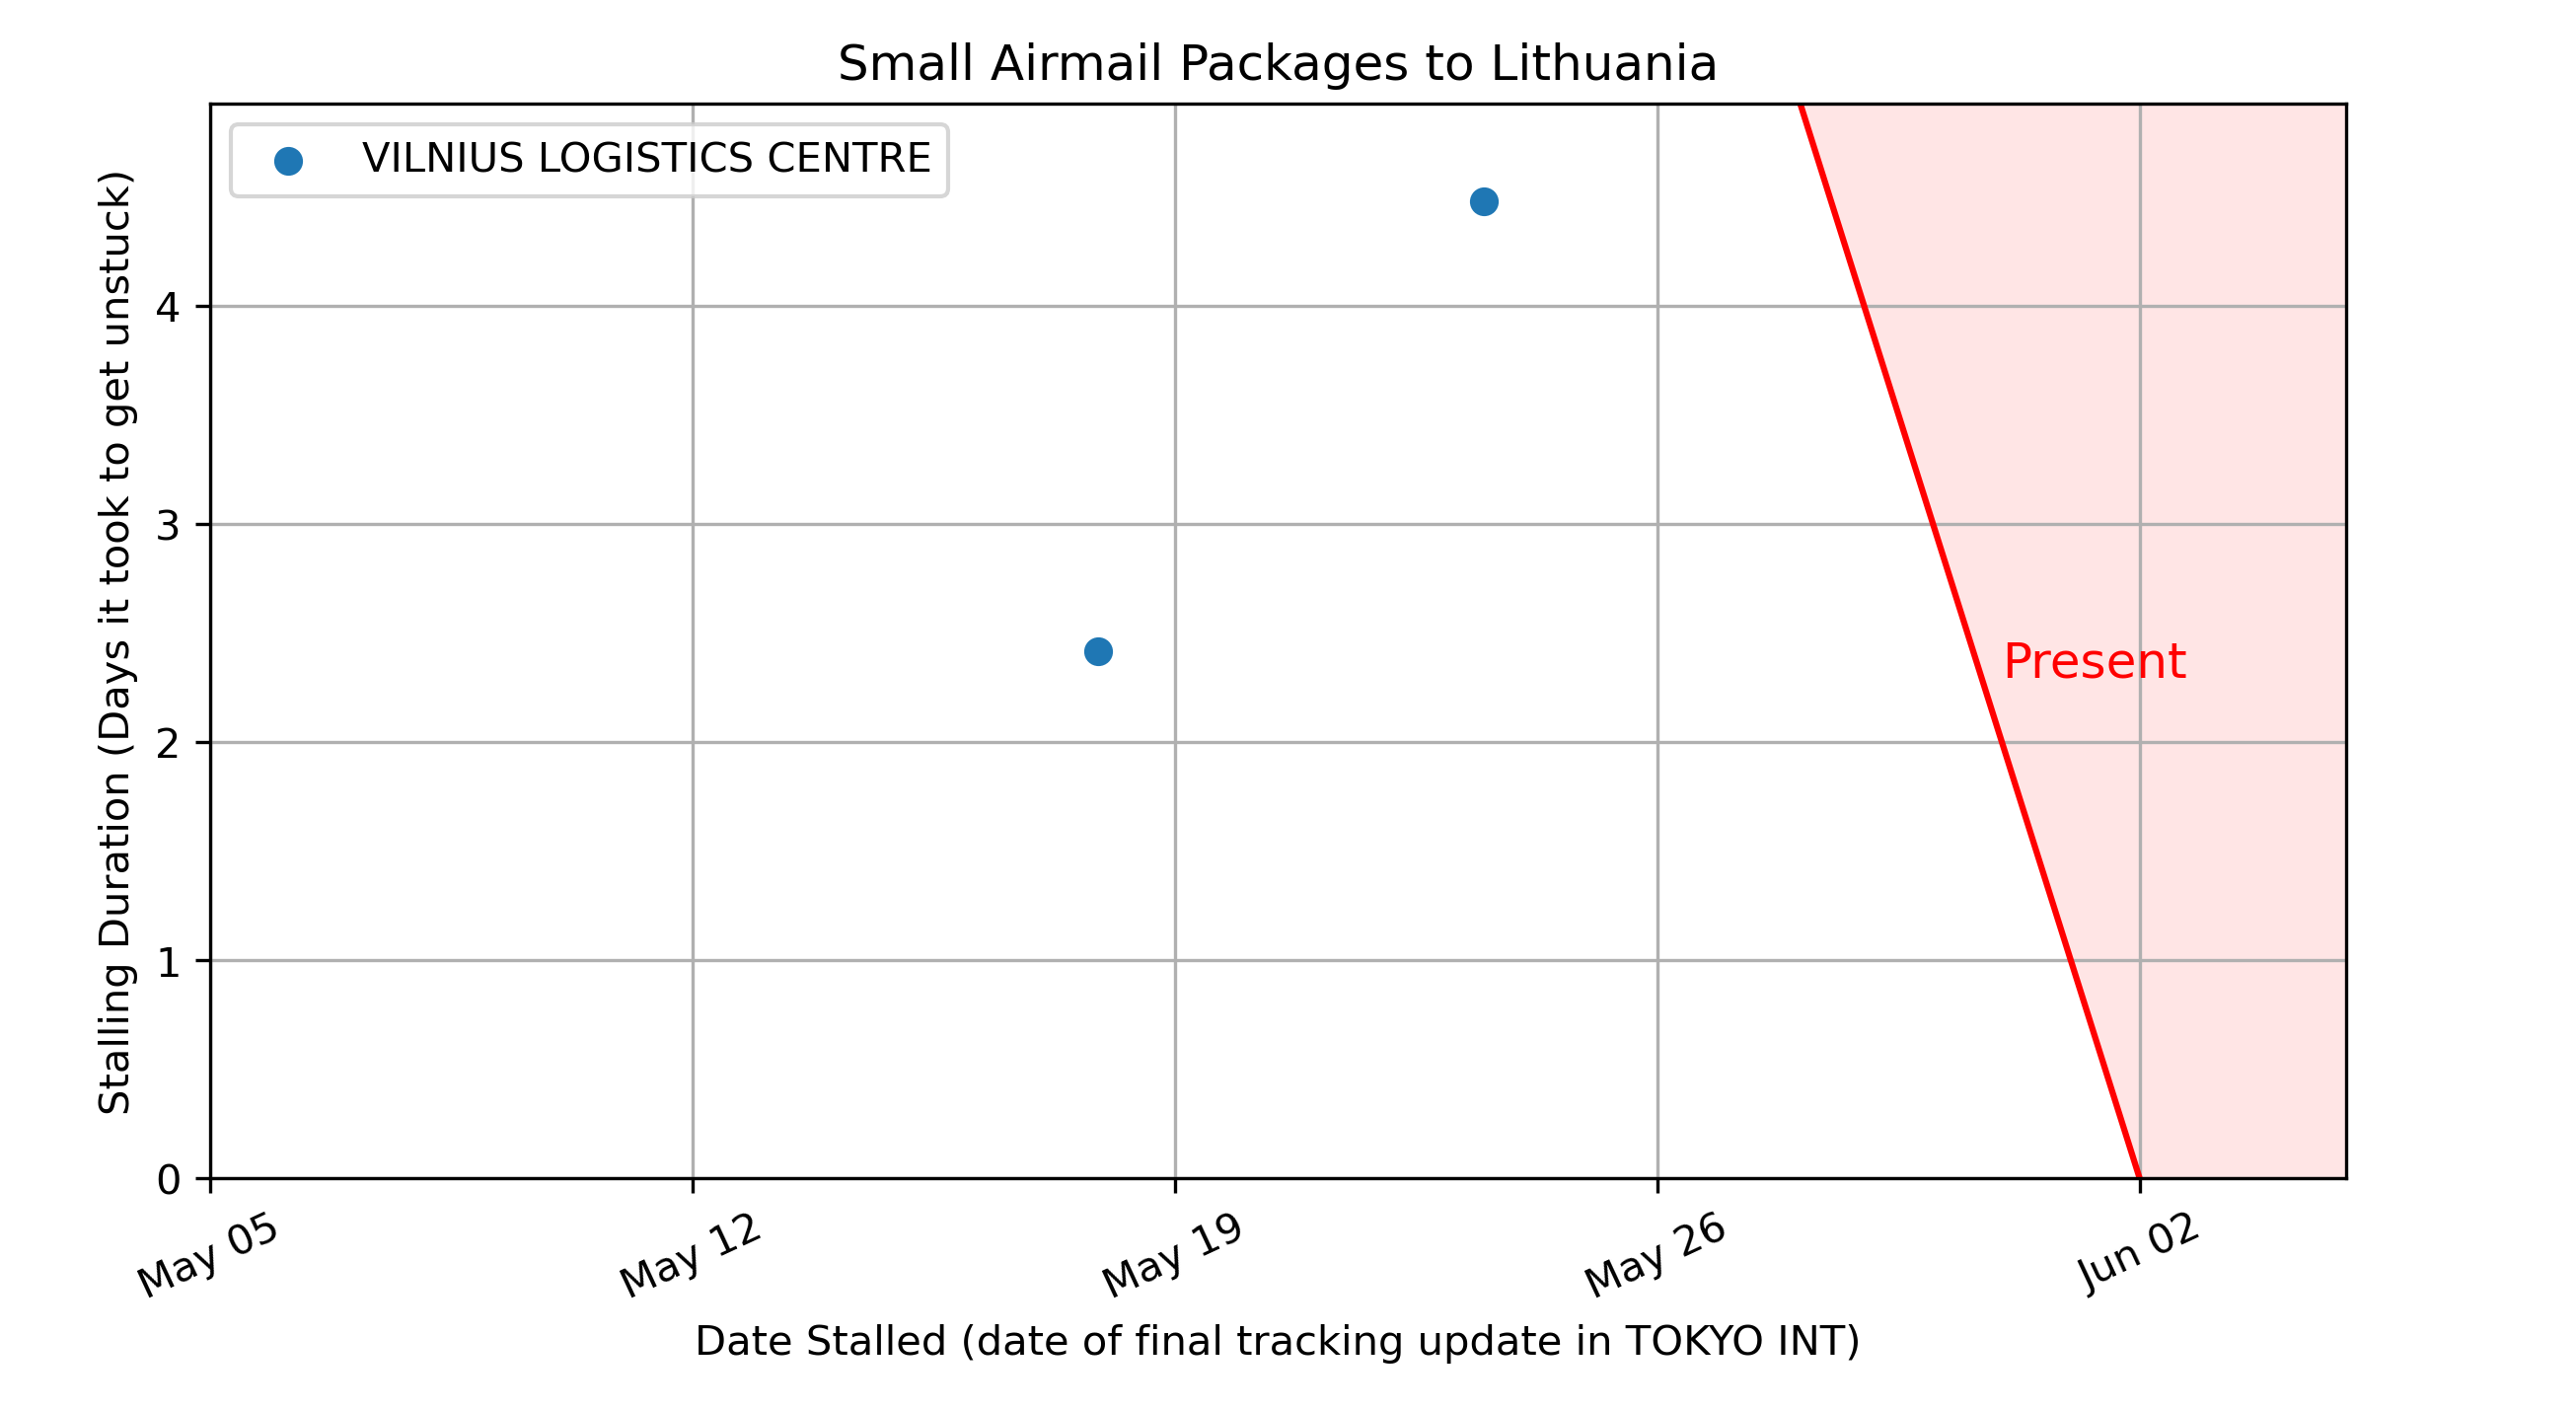 Small Airmail Packages to Lithuania
VILNIUS LOGISTICS CENTRE
Stalling Duration (Days it took to get unstuck)
4
3
2
1
0
Present
May 05
May 12
May 19
May 26
Jun 02
Date Stalled (date of final tracking update in TOKYO INT)